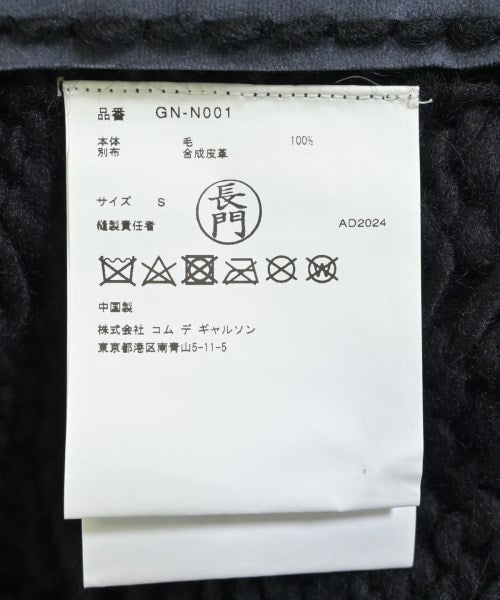 品番 GN-N001
本体 毛 100%
別布 合成皮革
サイズ S
長門
縫製責任者 AD2024
W
中国製
株式会社 コム デ ギャルソン
東京都港区南青山5-11-5